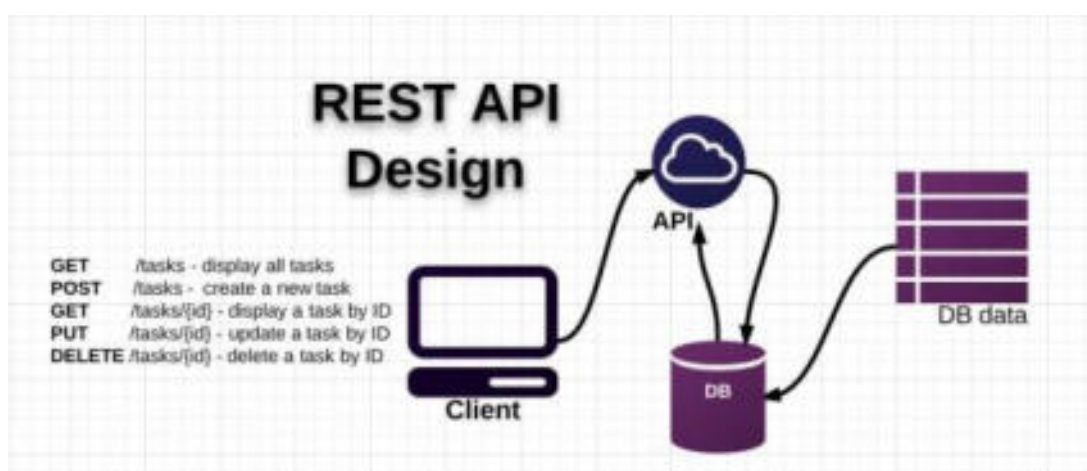 REST API
Design
GET /tasks - display all tasks
POST /tasks - create a new task
GET /tasks/{id} - display a task by ID
PUT /tasks/{id} - update a task by ID
DELETE /tasks/{id} - delete a task by ID
Client
API
DB
DB data